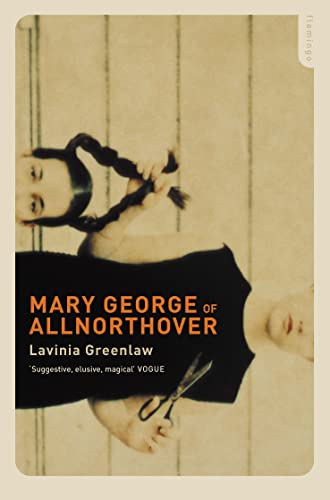 flamingo
MARY GEORGE OF
ALLNORTHOVER
Lavinia Greenlaw
'Suggestive, elusive, magical' VOGUE